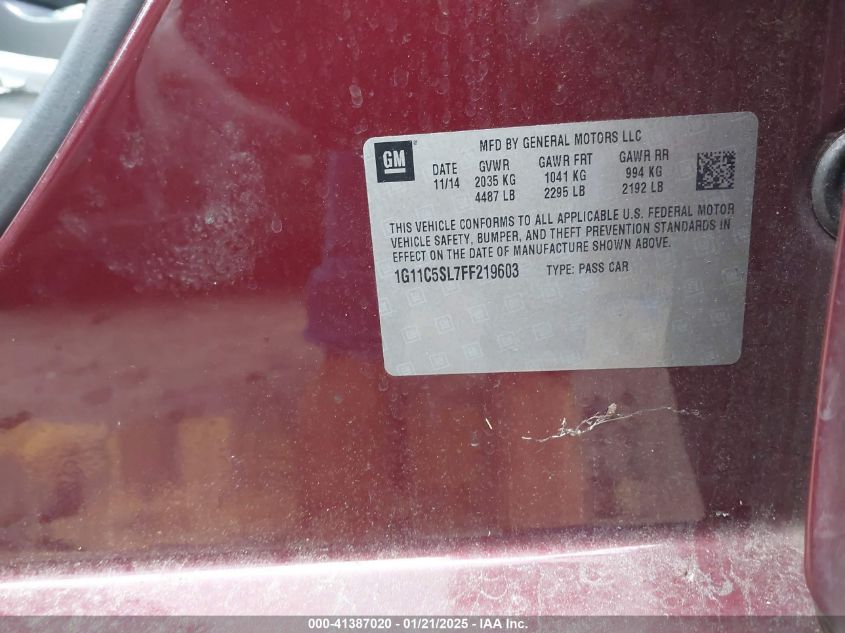 GM
MFD BY GENERAL MOTORS LLC
DATE GVWR GAWR FRT GAWR RR
11/14 2035 KG 1041 KG 994 KG
4487 LB 2295 LB 2192 LB
THIS VEHICLE CONFORMS TO ALL APPLICABLE U.S. FEDERAL MOTOR
VEHICLE SAFETY, BUMPER, AND THEFT PREVENTION STANDARDS IN
EFFECT ON THE DATE OF MANUFACTURE SHOWN ABOVE.
1G11C5SL7FF219603 TYPE: PASS CAR
000-41387020 / 01/21/2025 - IAA Inc.